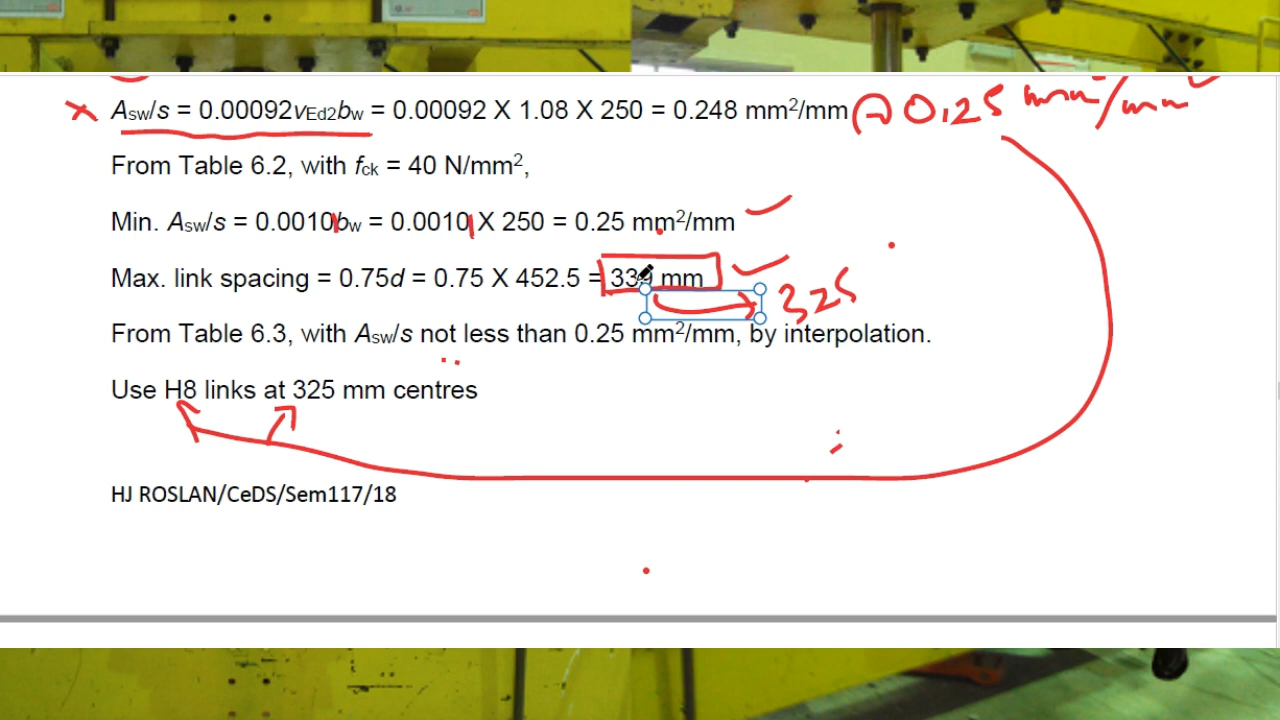 × Asw/s = 0.00092vEd2bw = 0.00092 X 1.08 X 250 = 0.248 mm²/mm 0.25 mm²/mm
From Table 6.2, with fck = 40 N/mm²,
Min. Asw/s = 0.0010bw = 0.0010 X 250 = 0.25 mm²/mm
Max. link spacing = 0.75d = 0.75 X 452.5 = 339 mm
325
From Table 6.3, with Asw/s not less than 0.25 mm²/mm, by interpolation.
Use H8 links at 325 mm centres
HJ ROSLAN/CeDS/Sem117/18